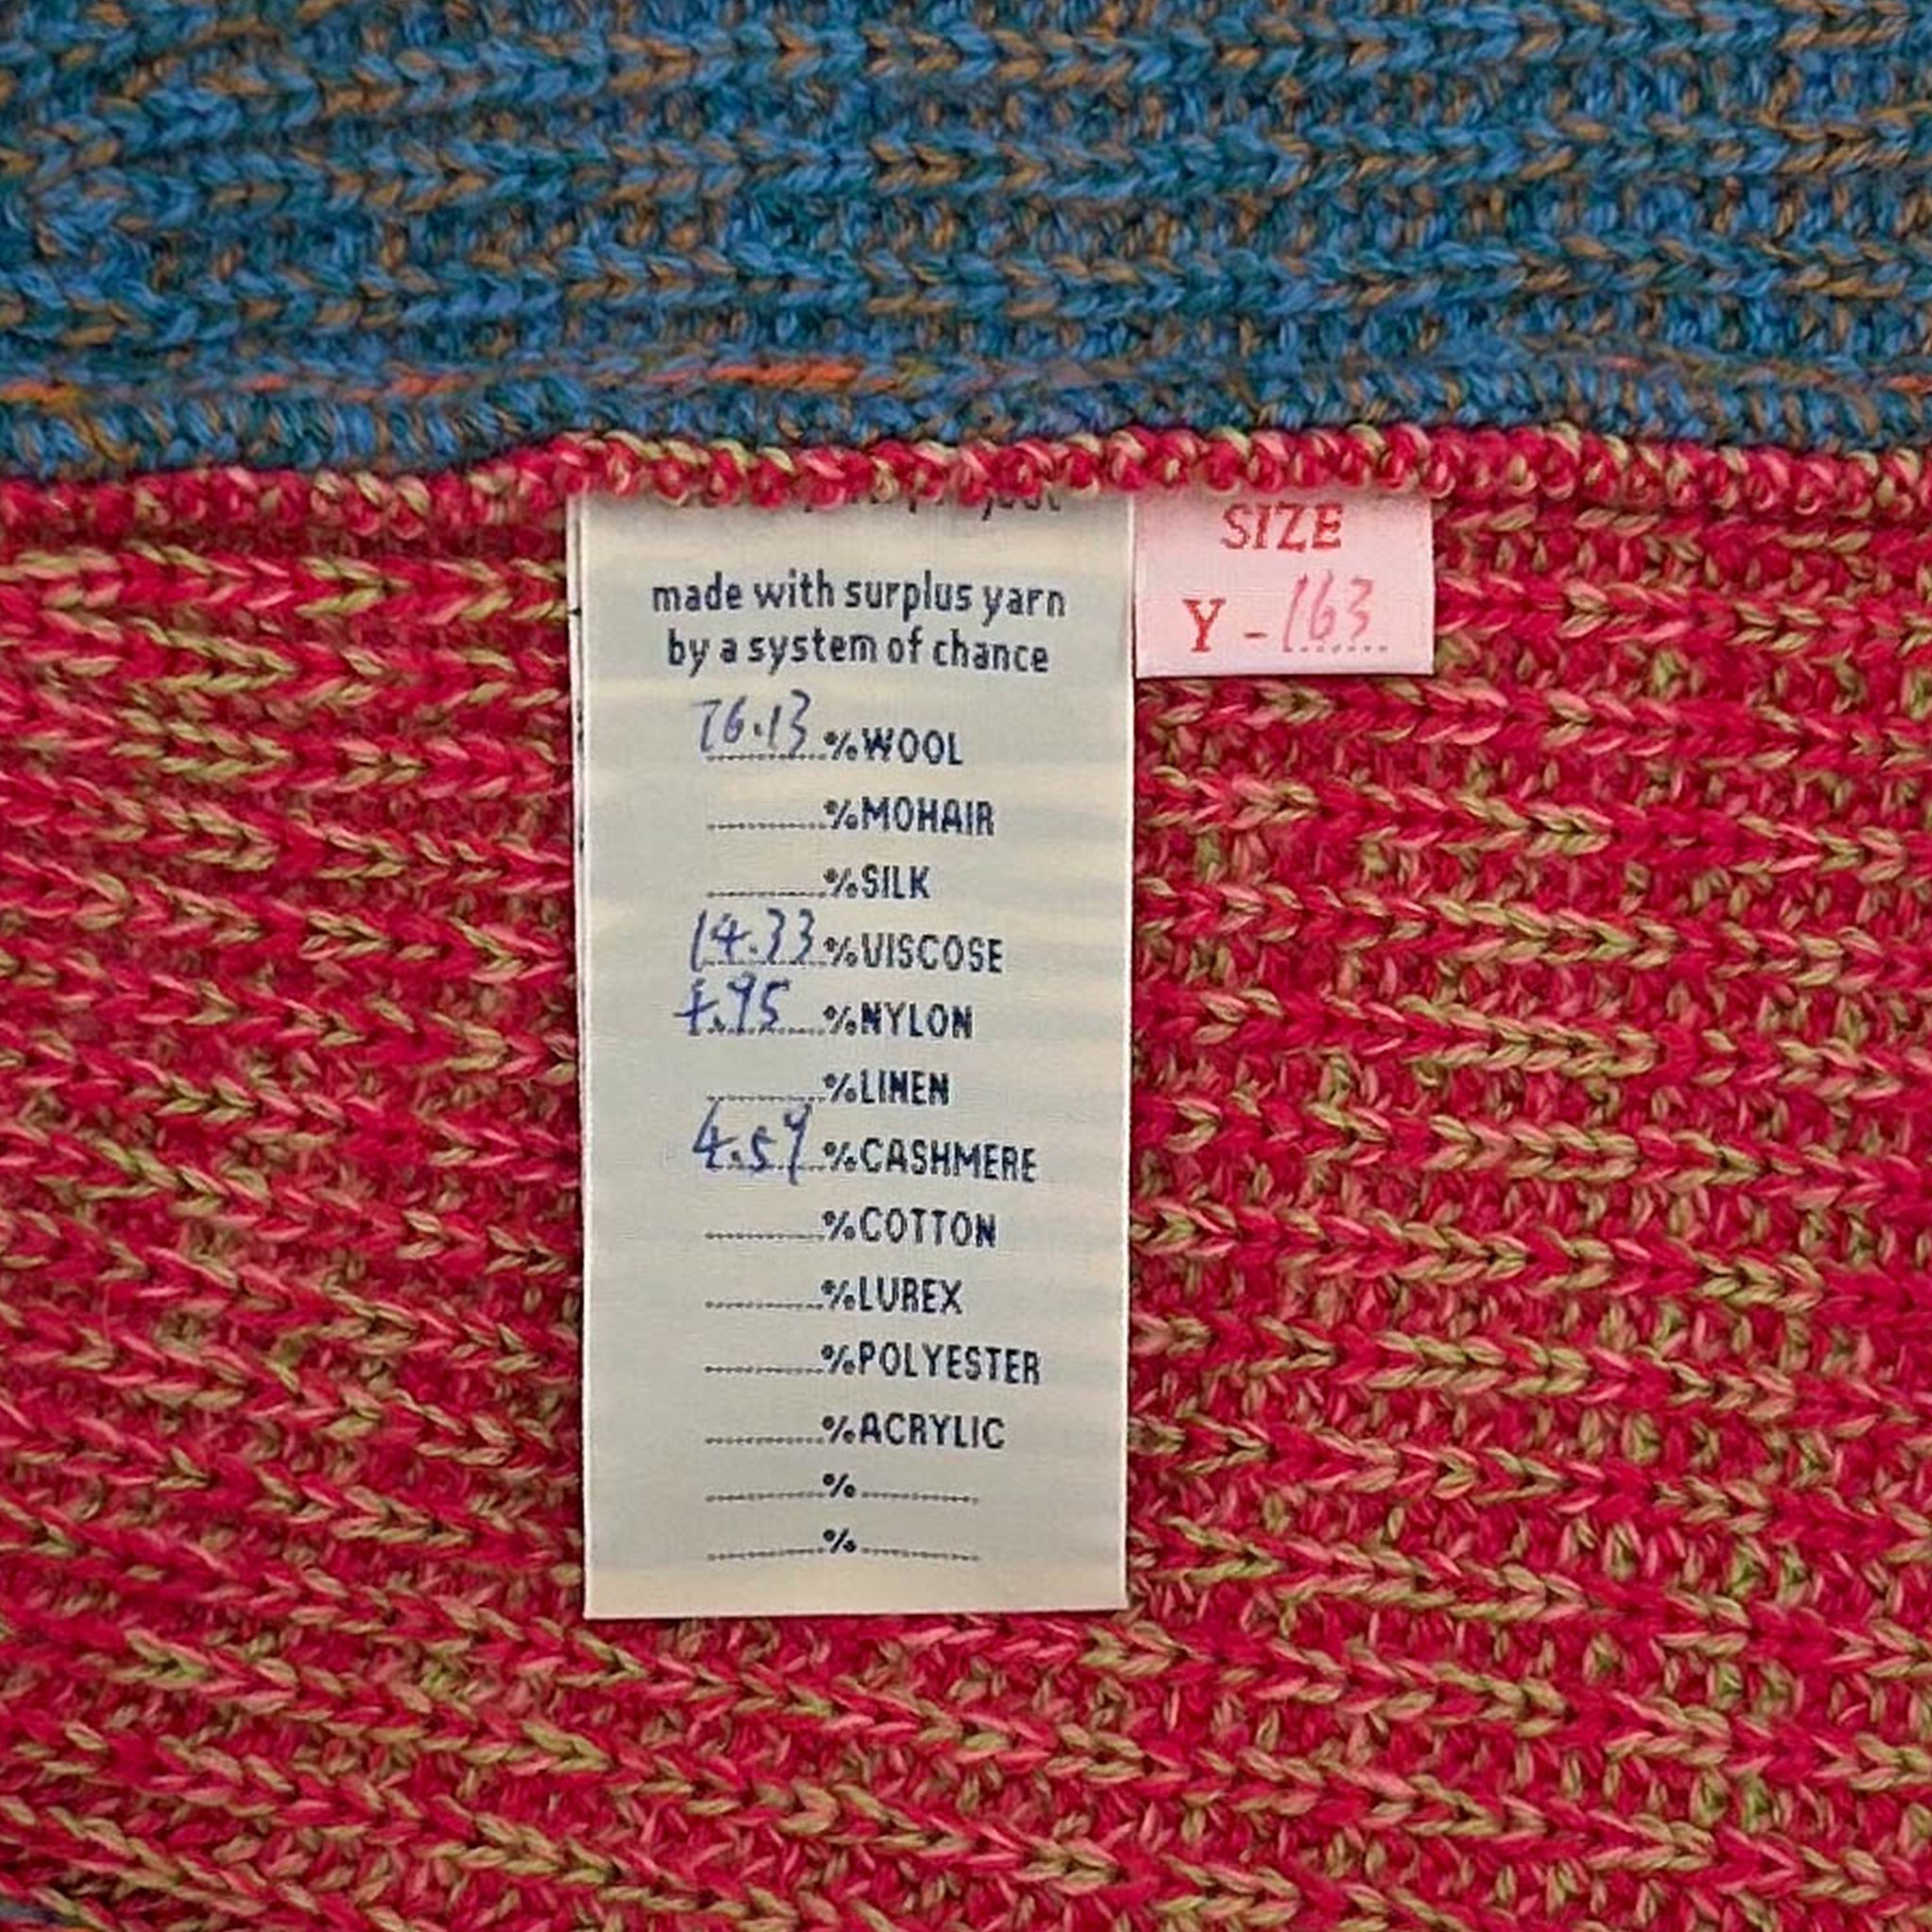 made with surplus yarn
by a system of chance
76.13 %WOOL
%MOHAIR
%SILK
14.33 %VISCOSE
4.95 %NYLON
%LINEN
4.59 %CASHMERE
%COTTON
%LUREX
%POLYESTER
%ACRYLIC
%
%
SIZE
Y - 163